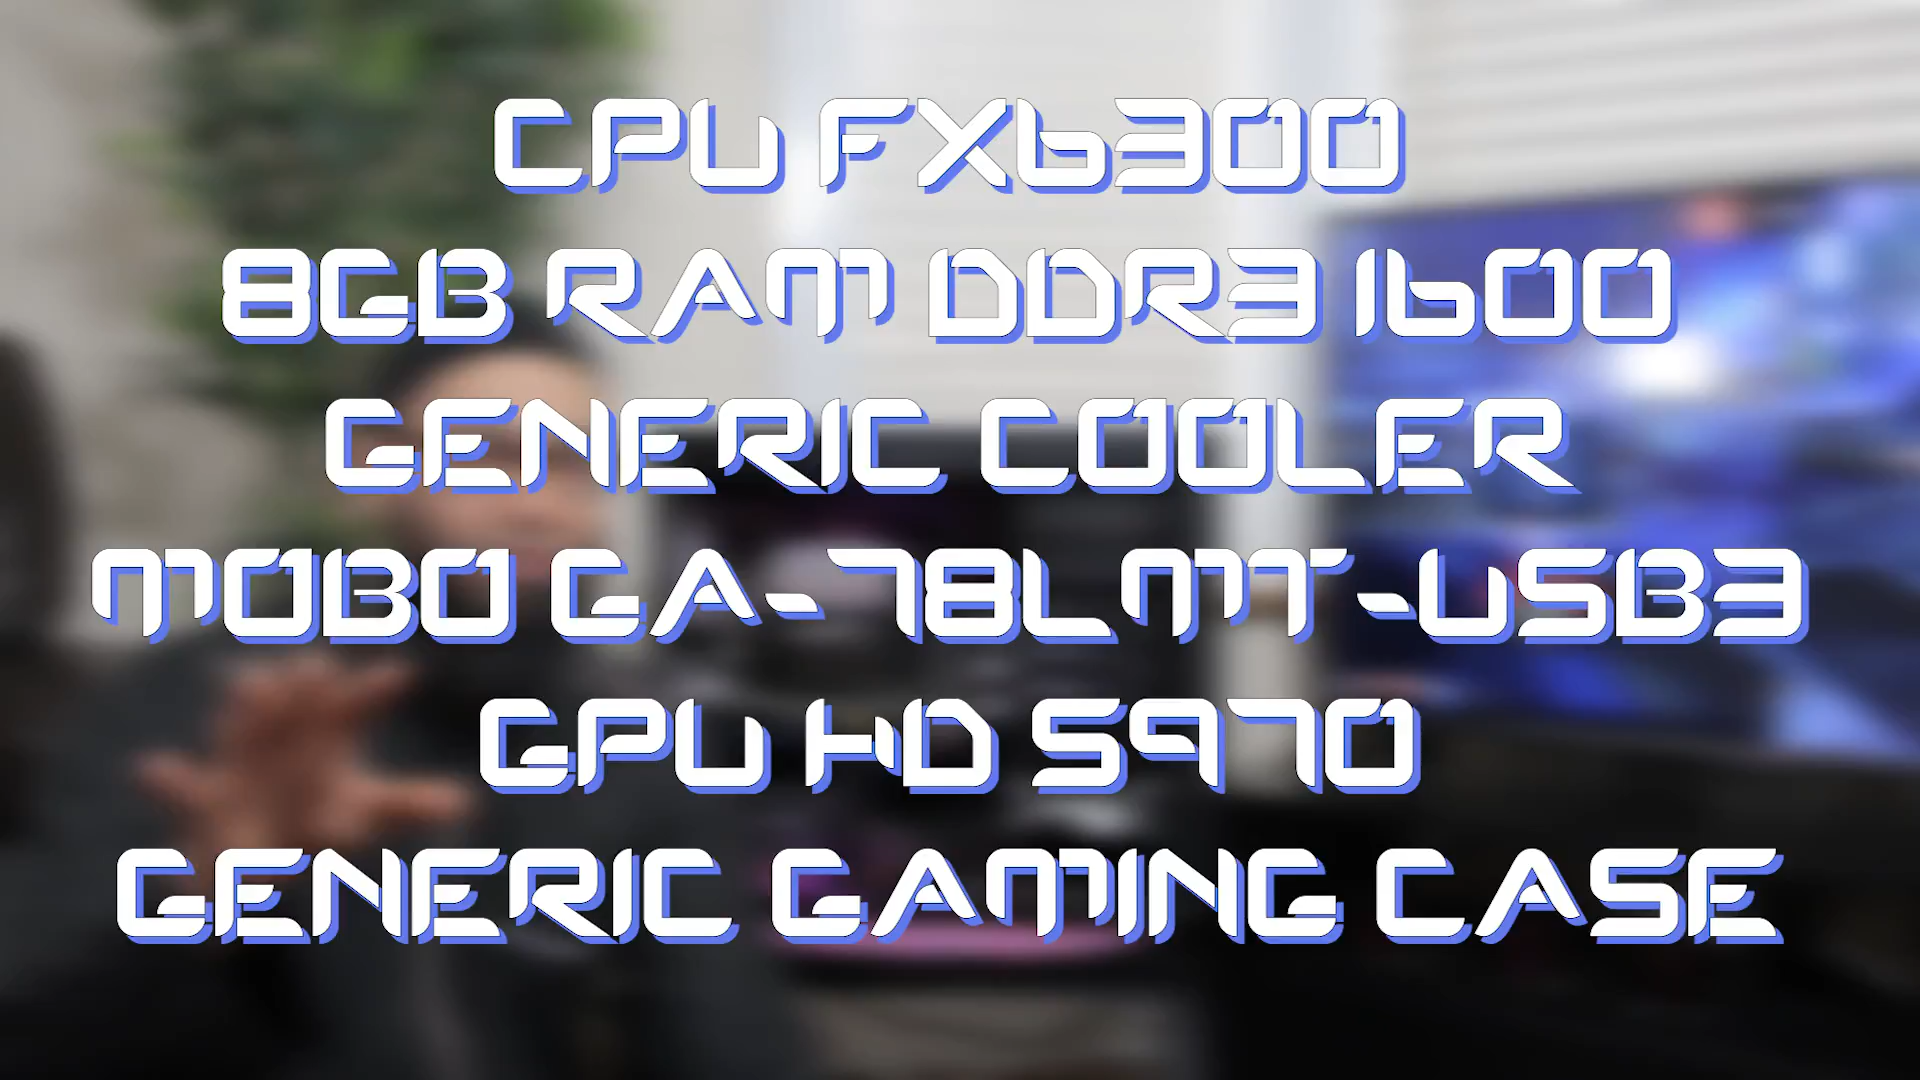 CPU FX6300
8GB RAM DDR3 1600
GENERIC COOLER
MOBO GA-78LMT-USB3
GPU HD 5970
GENERIC GAMING CASE